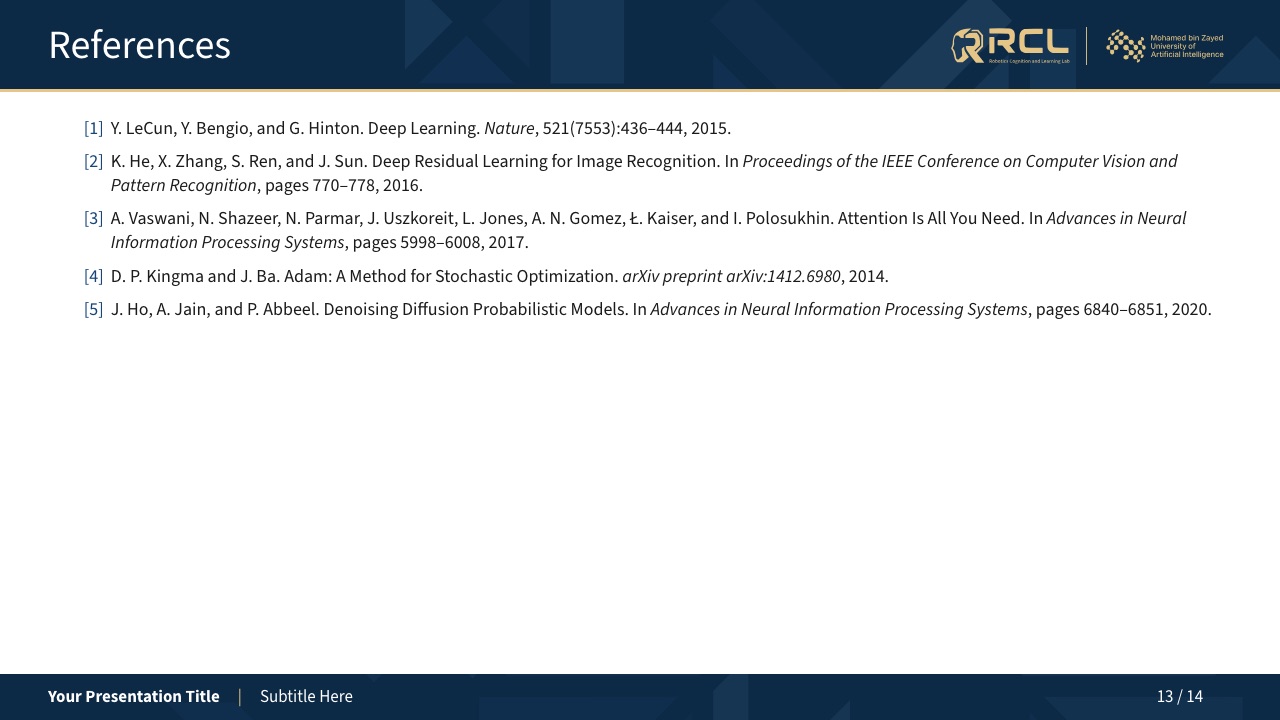 References
RCL
Robotics Cognition and Learning Lab
Mohamed bin Zayed
University of
Artificial Intelligence
[1] Y. LeCun, Y. Bengio, and G. Hinton. Deep Learning. Nature, 521(7553):436–444, 2015.
[2] K. He, X. Zhang, S. Ren, and J. Sun. Deep Residual Learning for Image Recognition. In Proceedings of the IEEE Conference on Computer Vision and
Pattern Recognition, pages 770–778, 2016.
[3] A. Vaswani, N. Shazeer, N. Parmar, J. Uszkoreit, L. Jones, A. N. Gomez, Ł. Kaiser, and I. Polosukhin. Attention Is All You Need. In Advances in Neural
Information Processing Systems, pages 5998–6008, 2017.
[4] D. P. Kingma and J. Ba. Adam: A Method for Stochastic Optimization. arXiv preprint arXiv:1412.6980, 2014.
[5] J. Ho, A. Jain, and P. Abbeel. Denoising Diffusion Probabilistic Models. In Advances in Neural Information Processing Systems, pages 6840–6851, 2020.
Your Presentation Title | Subtitle Here
13 / 14